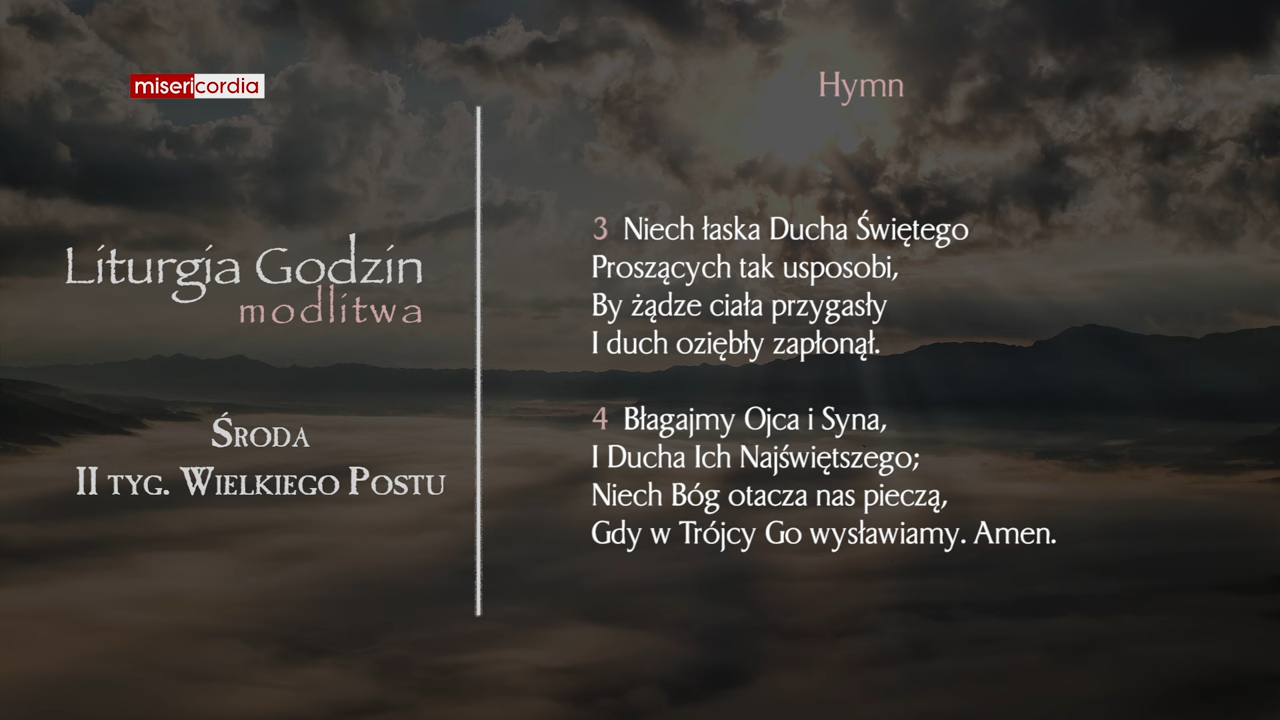 misericordia
Liturgia Godzin
modlitwa
Środa
II tyg. Wielkiego Postu
Hymn
3 Niech łaska Ducha Świętego
Proszących tak usposobi,
By żądze ciała przygasły
I duch oziębły zapłonął.
4 Błagajmy Ojca i Syna,
I Ducha Ich Najświętszego;
Niech Bóg otacza nas pieczą,
Gdy w Trójcy Go wysławiamy. Amen.